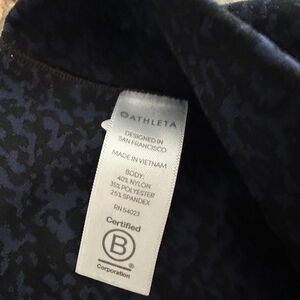 ATHLETA
DESIGNED IN
SAN FRANCISCO
MADE IN VIETNAM
BODY:
40% NYLON
35% POLYESTER
25% SPANDEX
RN 54023
Certified
B
Corporation